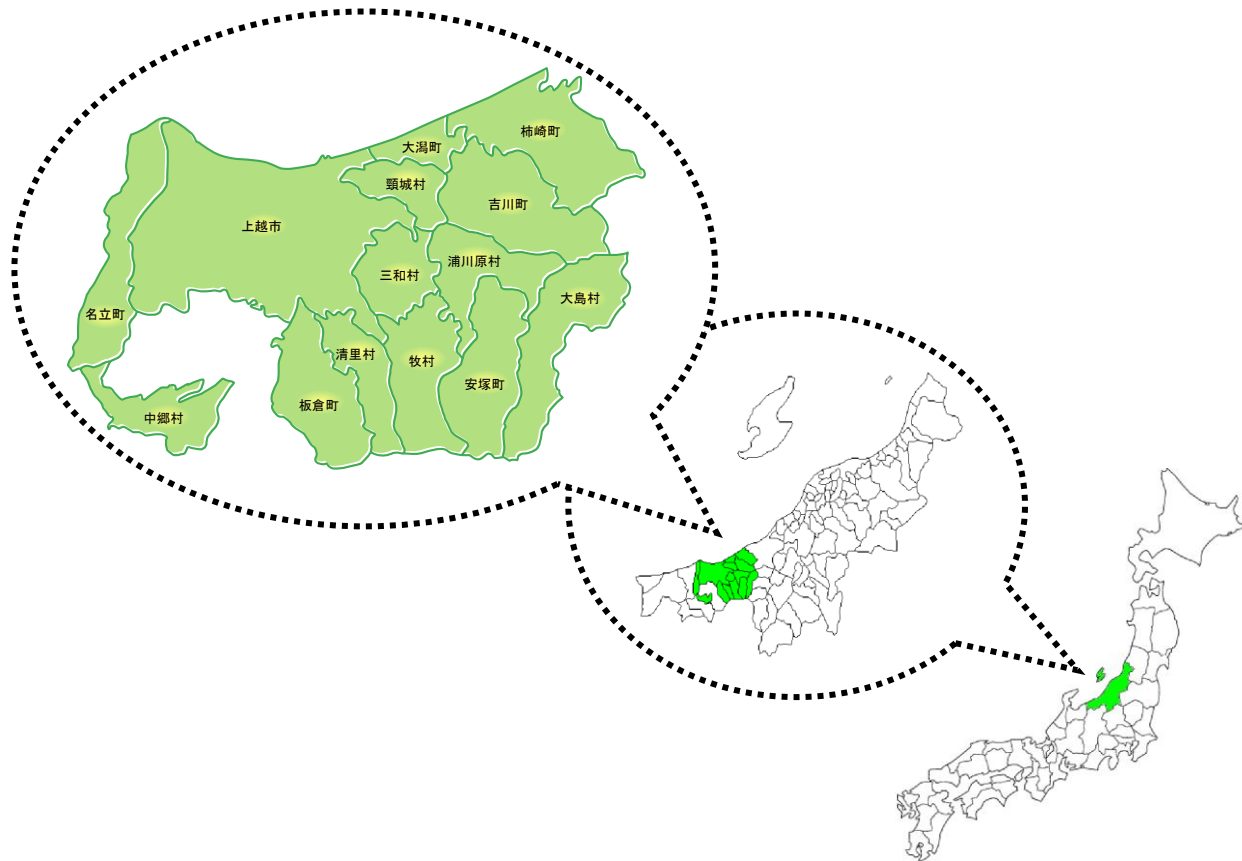 柿崎町
大潟町
頸城村
吉川町
上越市
浦川原村
三和村
大島村
名立町
清里村
牧村
安塚町
板倉町
中郷村